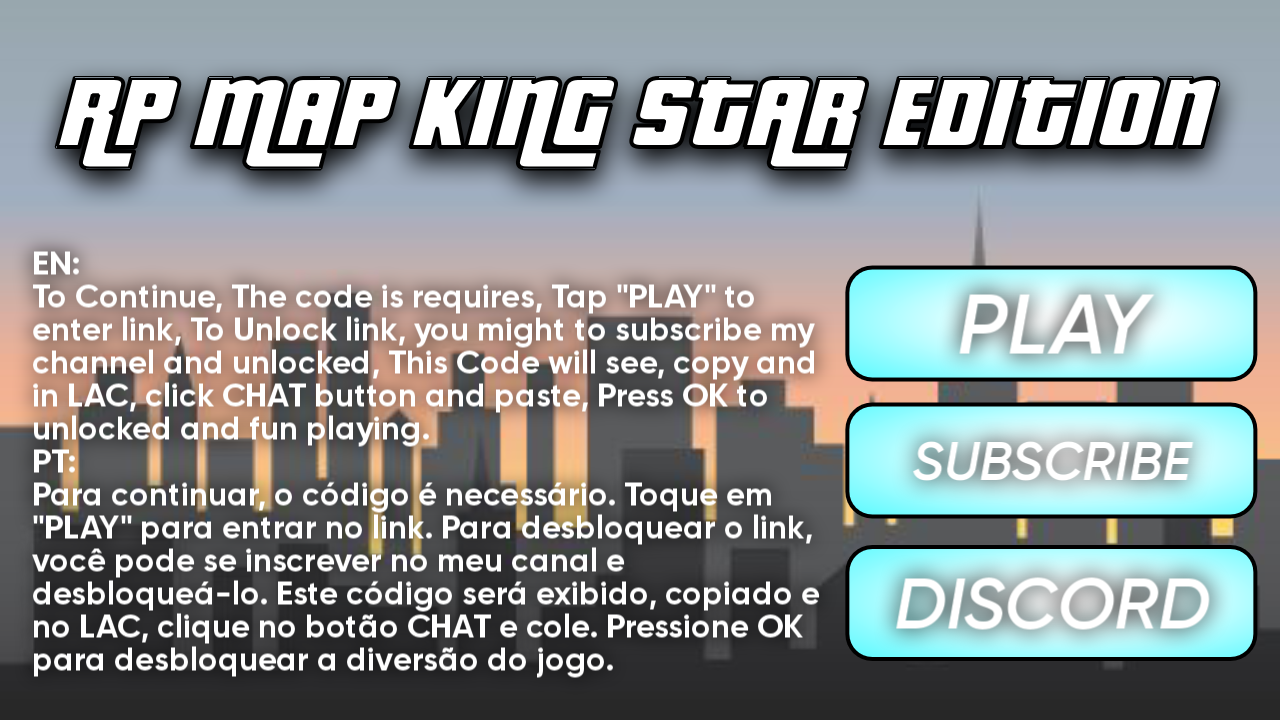 RP MAP KING STAR EDITION
EN:
To Continue, The code is requires, Tap "PLAY" to
enter link, To Unlock link, you might to subscribe my
channel and unlocked, This Code will see, copy and
in LAC, click CHAT button and paste, Press OK to
unlocked and fun playing.
PT:
Para continuar, o código é necessário. Toque em
"PLAY" para entrar no link. Para desbloquear o link,
você pode se inscrever no meu canal e
desbloqueá-lo. Este código será exibido, copiado e
no LAC, clique no botão CHAT e cole. Pressione OK
para desbloquear a diversão do jogo.
PLAY
SUBSCRIBE
DISCORD